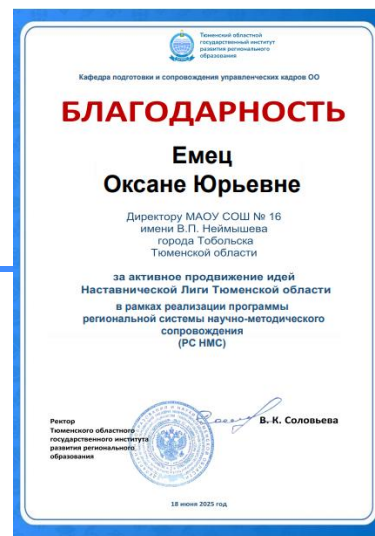 Тюменский областной
государственный институт
развития регионального
образования
Кафедра подготовки и сопровождения управленческих кадров ОО
БЛАГОДАРНОСТЬ
Емец
Оксане Юрьевне
Директору МАОУ СОШ № 16
имени В.П. Неймышева
города Тобольска
Тюменской области
за активное продвижение идей
Наставнической Лиги Тюменской области
в рамках реализации программы
региональной системы научно-методического
сопровождения
(РС НМС)
Ректор
Тюменского областного
государственного института
развития регионального
образования
В. К. Соловьева
18 июня 2025 год